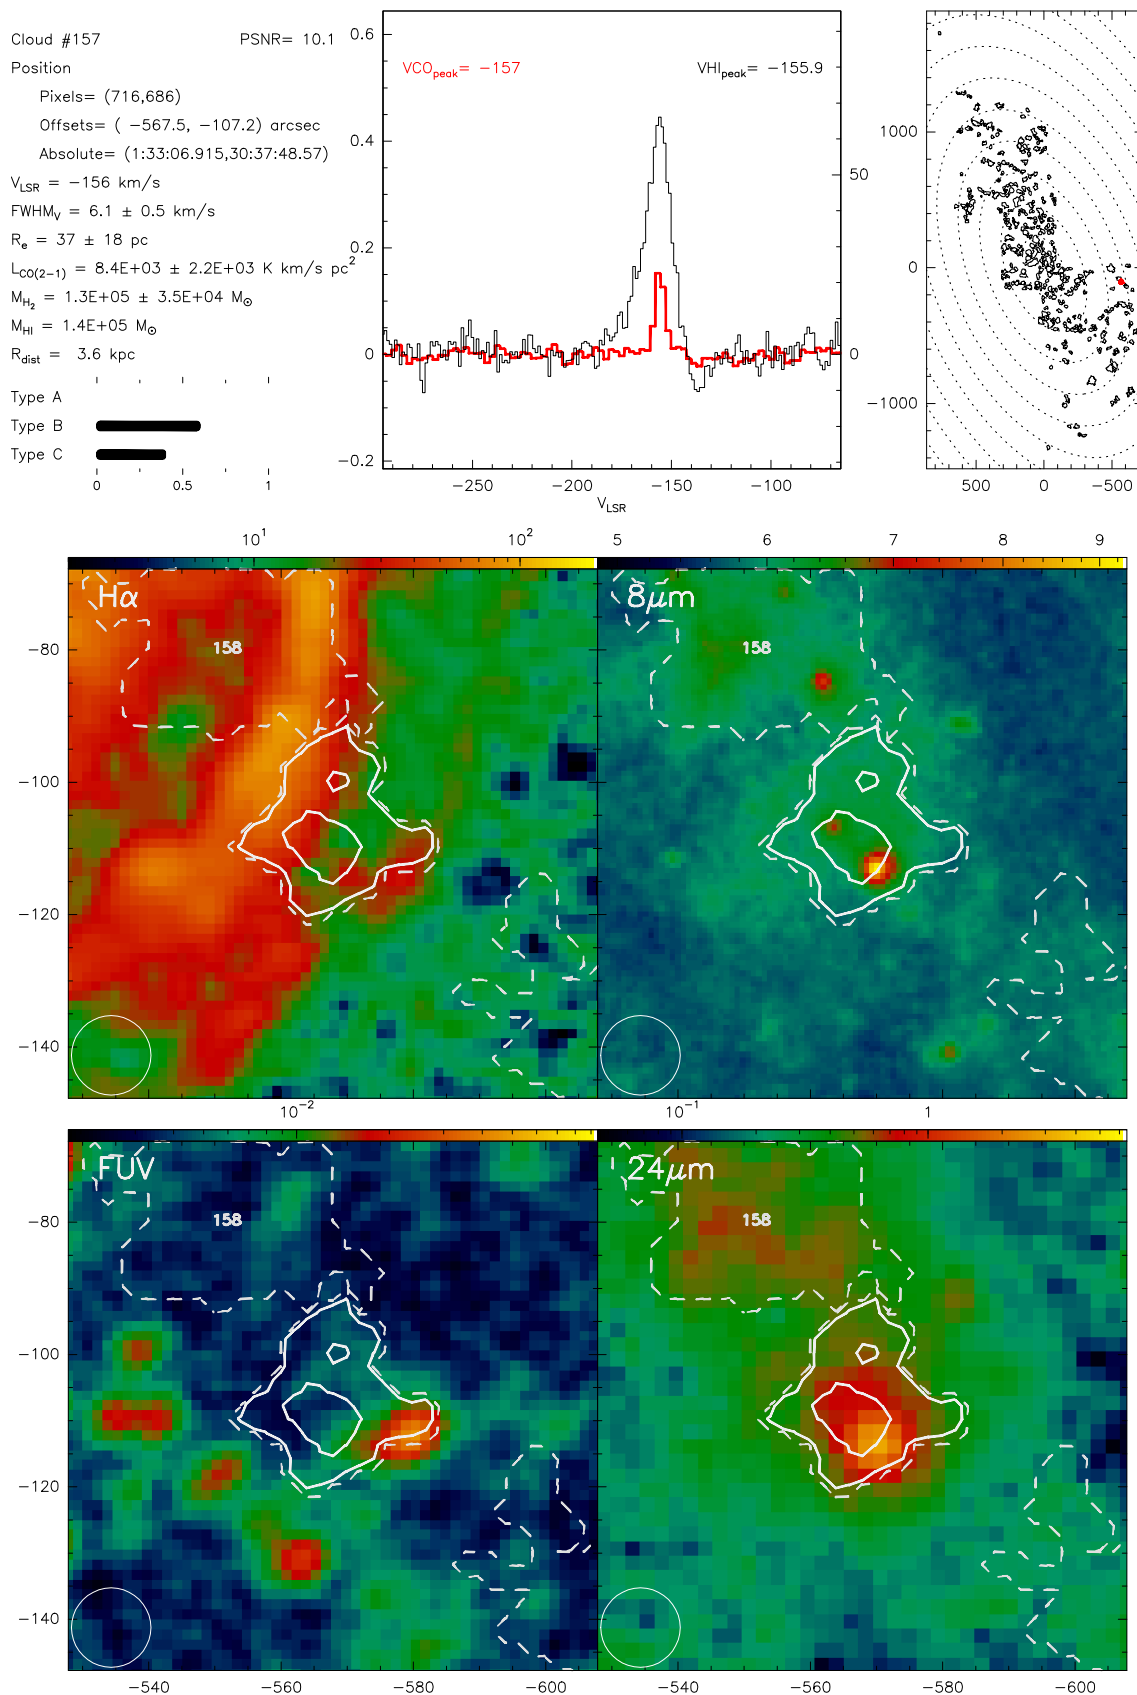 Cloud #157 PSNR= 10.1
Position
Pixels= (716,686)
Offsets= ( −567.5, −107.2) arcsec
Absolute= (1:33:06.915,30:37:48.57)
V_LSR = −156 km/s
FWHM_V = 6.1 ± 0.5 km/s
R_e = 37 ± 18 pc
L_CO(2−1) = 8.4E+03 ± 2.2E+03 K km/s pc²
M_H₂ = 1.3E+05 ± 3.5E+04 M☉
M_HI = 1.4E+05 M☉
R_dist = 3.6 kpc
Type A
Type B
Type C
0 0.5 1
VCO_peak= −157 VHI_peak= −155.9
0.6
0.4
0.2
0
−0.2
50
0
−250 −200 −150 −100
V_LSR
1000
0
−1000
500 0 −500
10¹ 10²
5 6 7 8 9
Hα 8μm
158 158
−80
−100
−120
−140
10⁻² 10⁻¹ 1
FUV 24μm
158 158
−80
−100
−120
−140
−540 −560 −580 −600 −540 −560 −580 −600